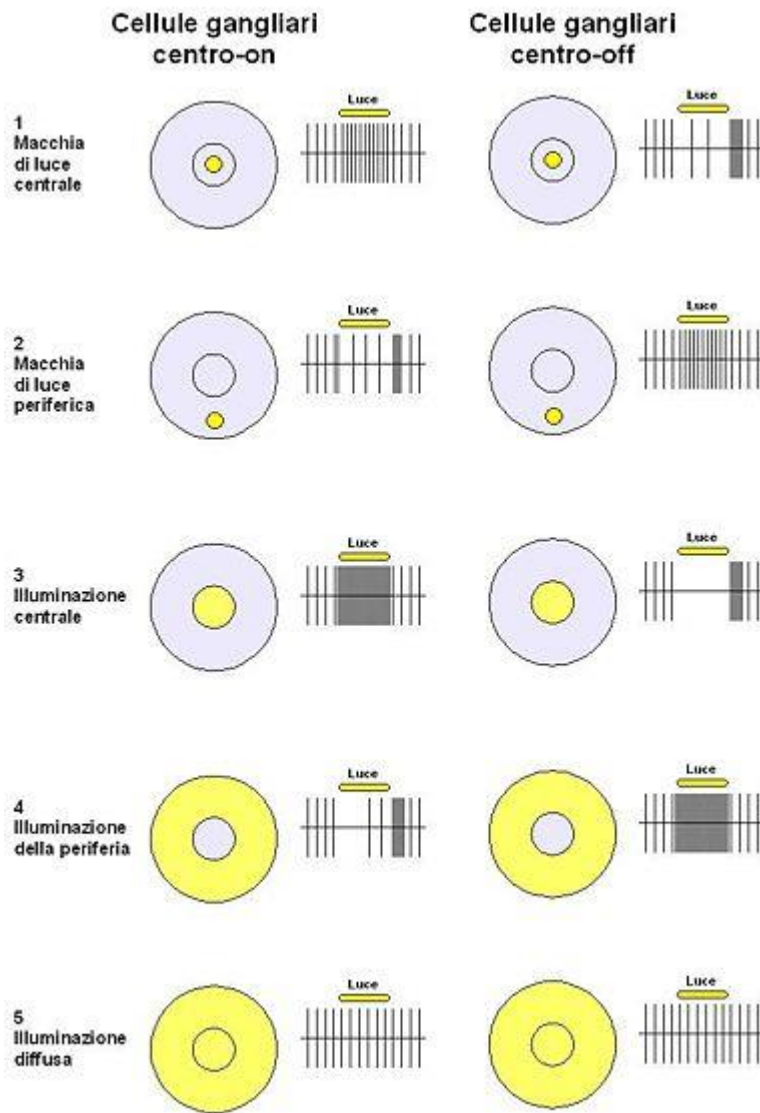 Cellule gangliari
centro-on
Cellule gangliari
centro-off
1
Macchia
di luce
centrale
Luce
Luce
2
Macchia
di luce
periferica
Luce
Luce
3
Illuminazione
centrale
Luce
Luce
4
Illuminazione
della periferia
Luce
Luce
5
Illuminazione
diffusa
Luce
Luce